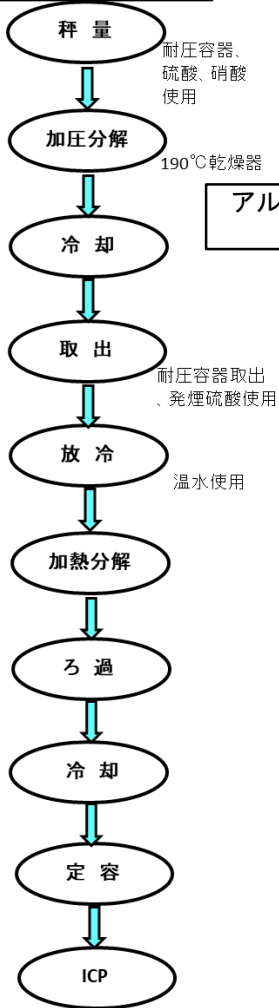 秤 量
耐圧容器、
硫酸、硝酸
使用
加圧分解
190℃乾燥器
アル
冷 却
取 出
耐圧容器取出
、発煙硫酸使用
放 冷
温水使用
加熱分解
ろ 過
冷 却
定 容
ICP